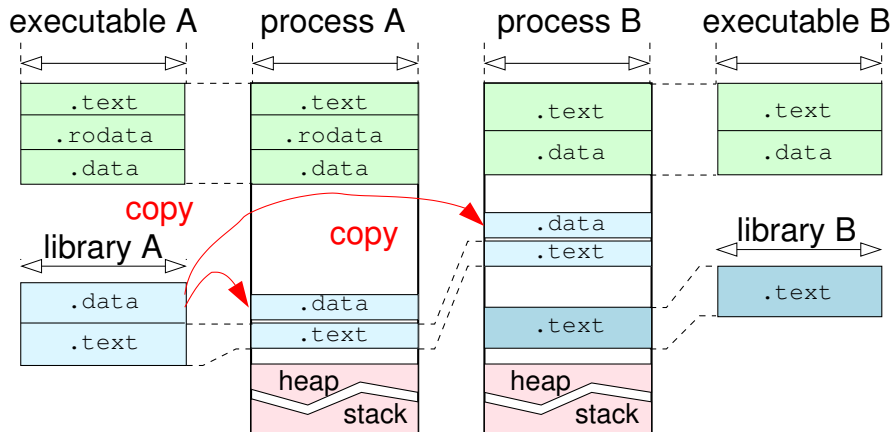 executable A
process A
process B
executable B
.text
.rodata
.data
.text
.rodata
.data
.text
.data
.text
.data
copy
copy
library A
.data
.text
.data
.text
.data
.text
.text
library B
.text
heap
stack
heap
stack